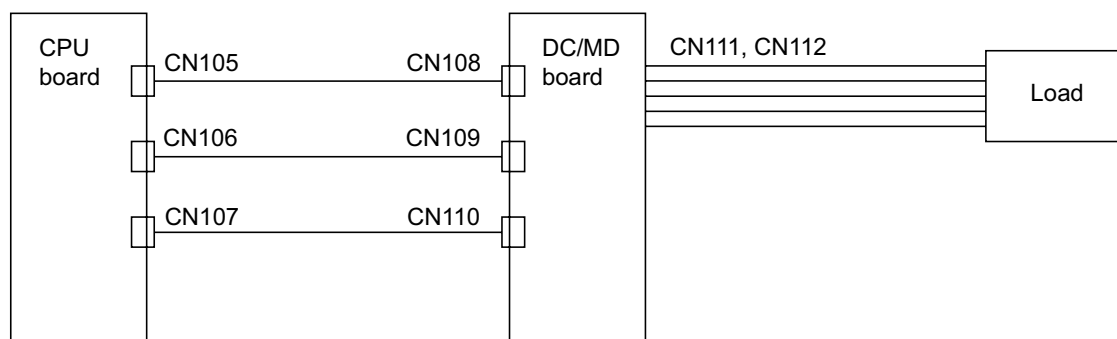 CPU
board
DC/MD
board
CN105
CN108
CN106
CN109
CN107
CN110
CN111, CN112
Load